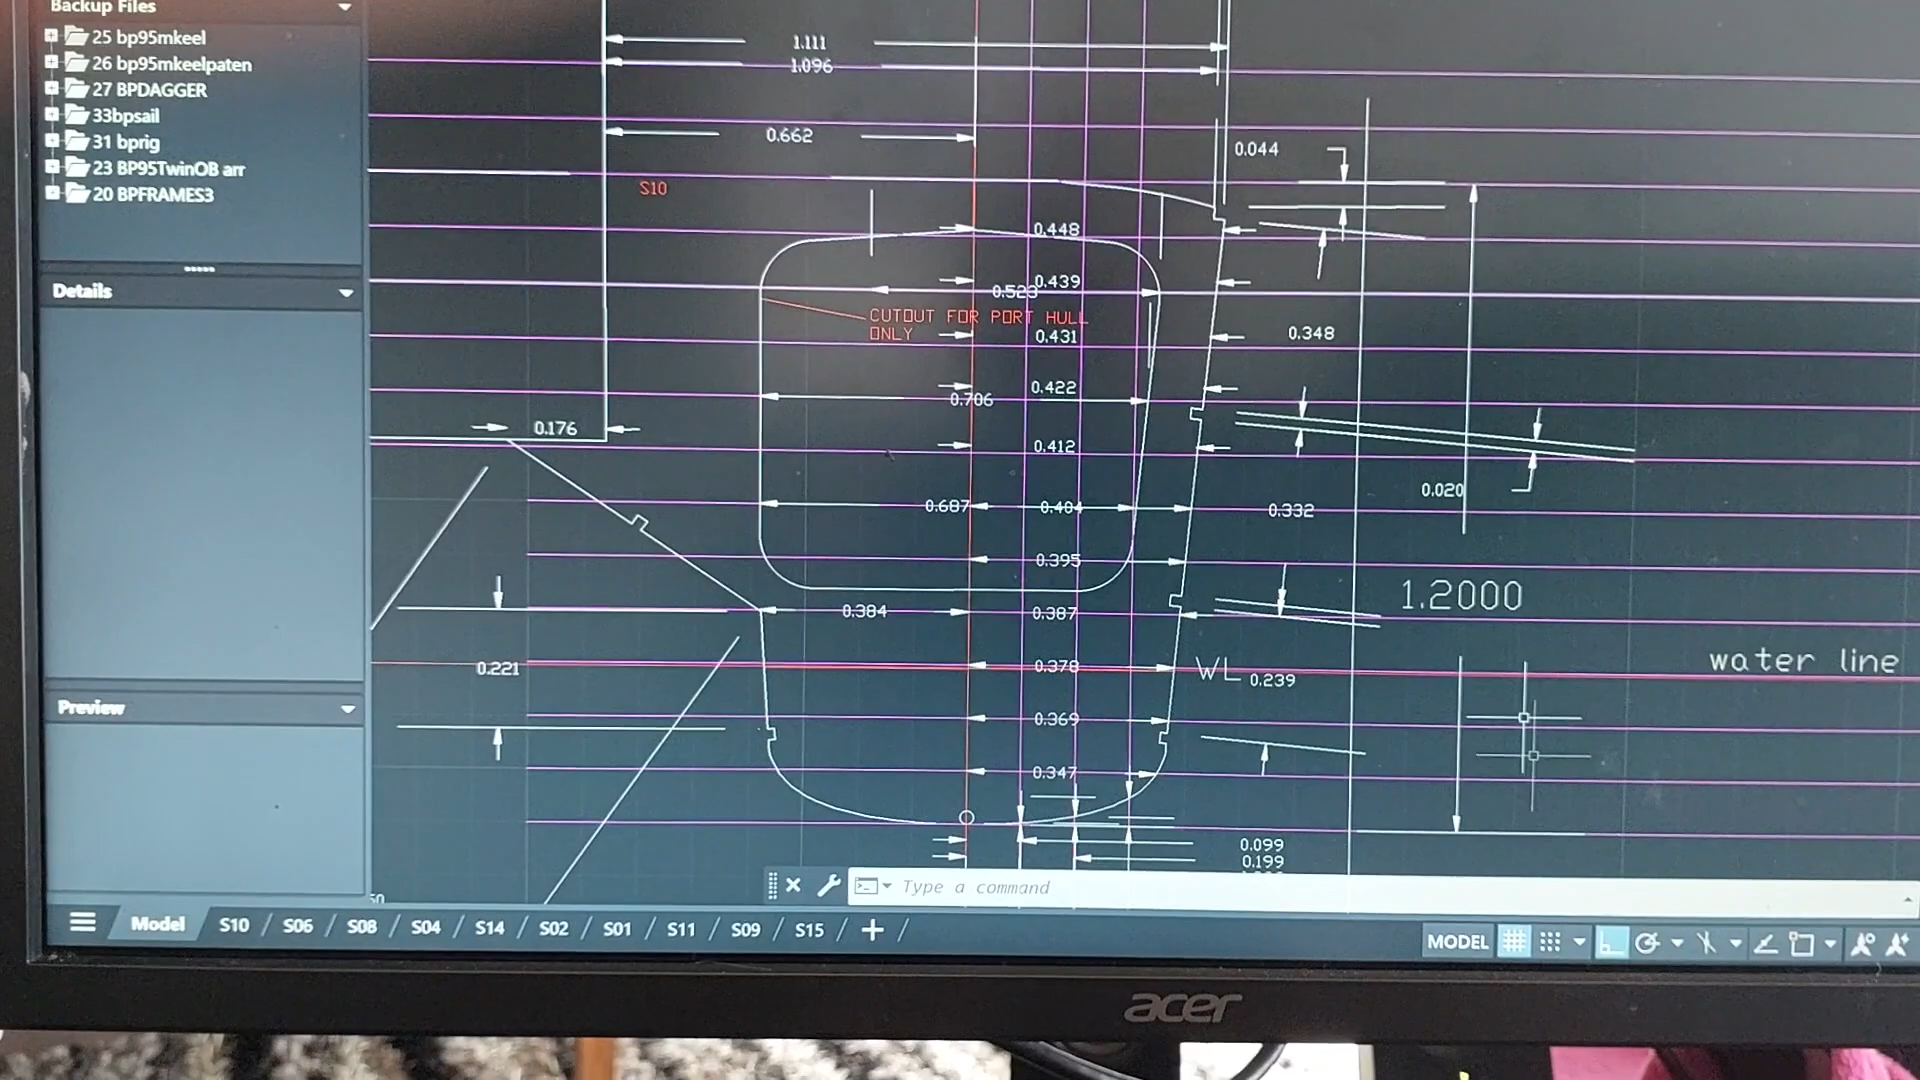 Backup Files
25 bp95mkeel
26 bp95mkeelpaten
27 BPDAGGER
33bpsail
31 bprig
23 BP95TwinOB arr
20 BPFRAMES3
Details
Preview
1.111
1.096
0.662
0.044
S10
0.448
0.439
0.523
CUTOUT FOR PORT HULL
ONLY
0.431
0.348
0.422
0.706
0.176
0.412
0.020
0.687
0.404
0.332
0.395
1.2000
0.384
0.387
0.221
0.378
WL
0.239
water line
0.369
0.347
0.099
0.199
Type a command
Model
S10
S06
S08
S04
S14
S02
S01
S11
S09
S15
MODEL
acer